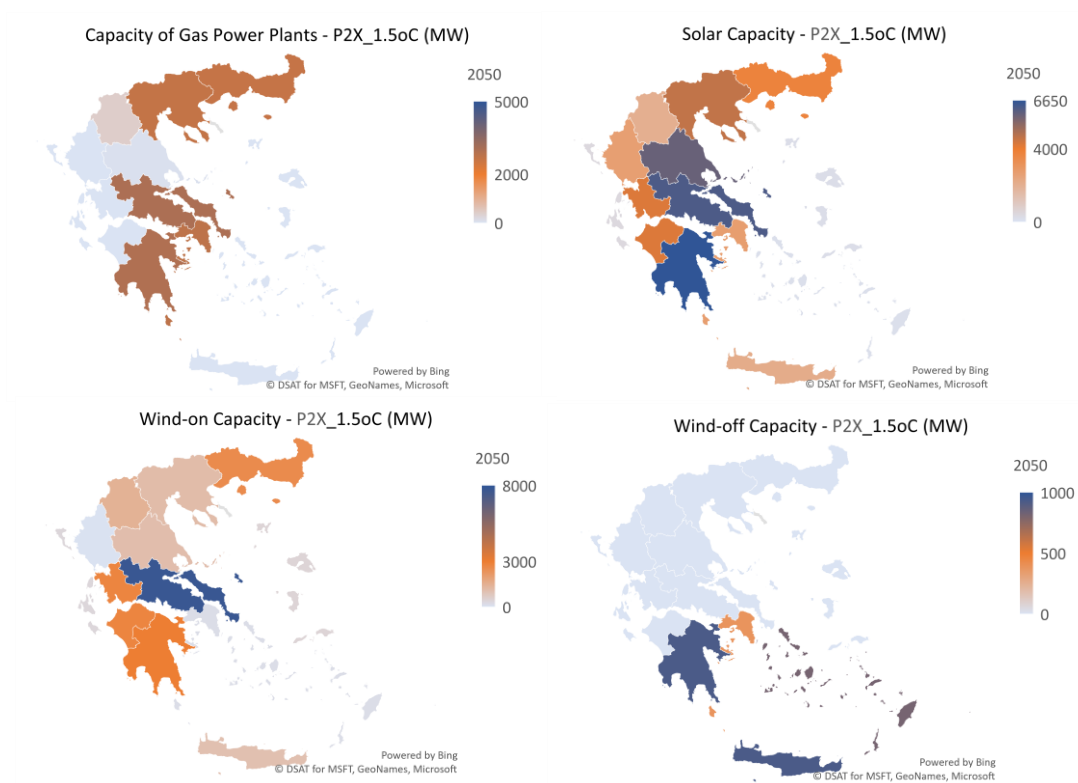 Capacity of Gas Power Plants - P2X_1.5oC (MW)
2050
5000
2000
0
Powered by Bing
© DSAT for MSFT, GeoNames, Microsoft
Solar Capacity - P2X_1.5oC (MW)
2050
6650
4000
0
Powered by Bing
© DSAT for MSFT, GeoNames, Microsoft
Wind-on Capacity - P2X_1.5oC (MW)
2050
8000
3000
0
Powered by Bing
© DSAT for MSFT, GeoNames, Microsoft
Wind-off Capacity - P2X_1.5oC (MW)
2050
1000
500
0
Powered by Bing
© DSAT for MSFT, GeoNames, Microsoft